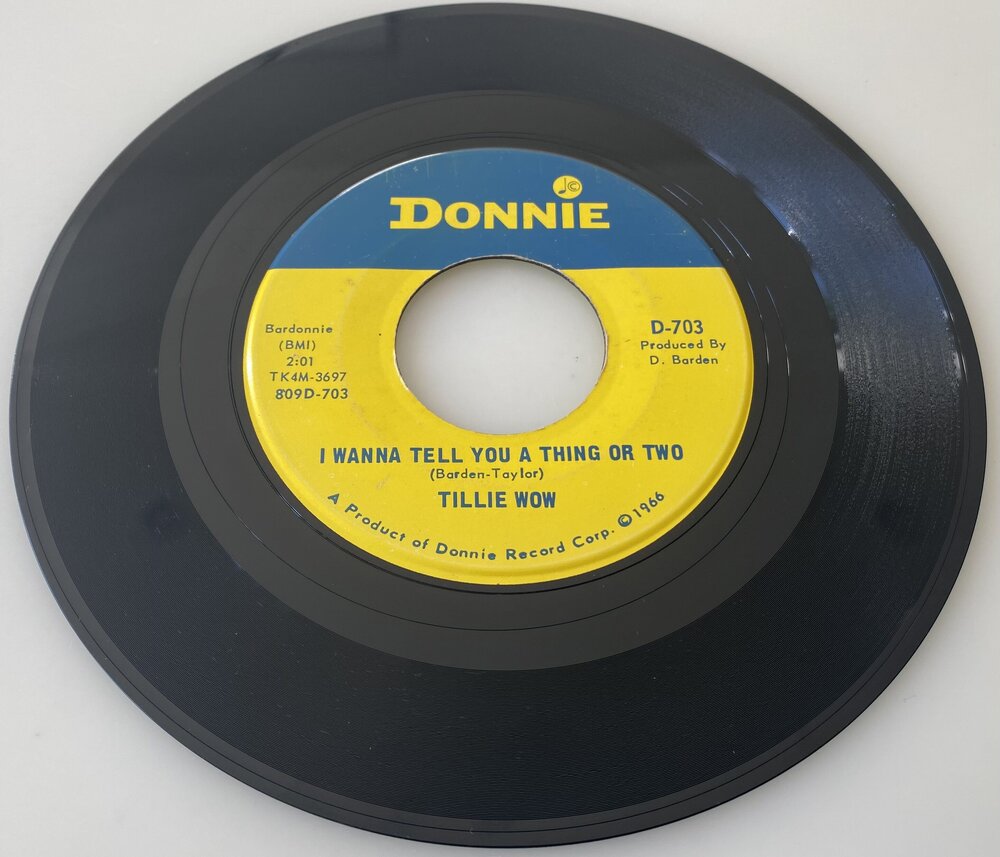 DONNIE
Bardonnie
(BMI)
2:01
TK4M-3697
809D-703
D-703
Produced By
D. Barden
I WANNA TELL YOU A THING OR TWO
(Barden-Taylor)
TILLIE WOW
A Product of Donnie Record Corp. ©1966